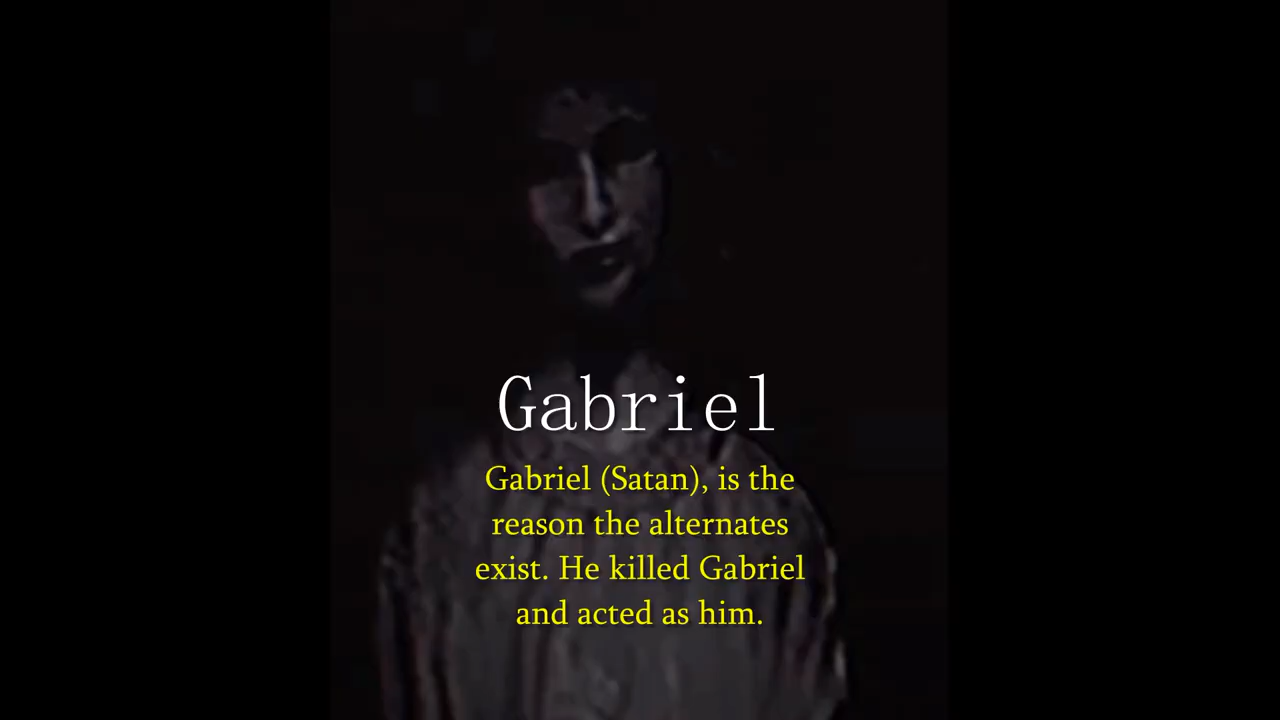 Gabriel
Gabriel (Satan), is the
reason the alternates
exist. He killed Gabriel
and acted as him.